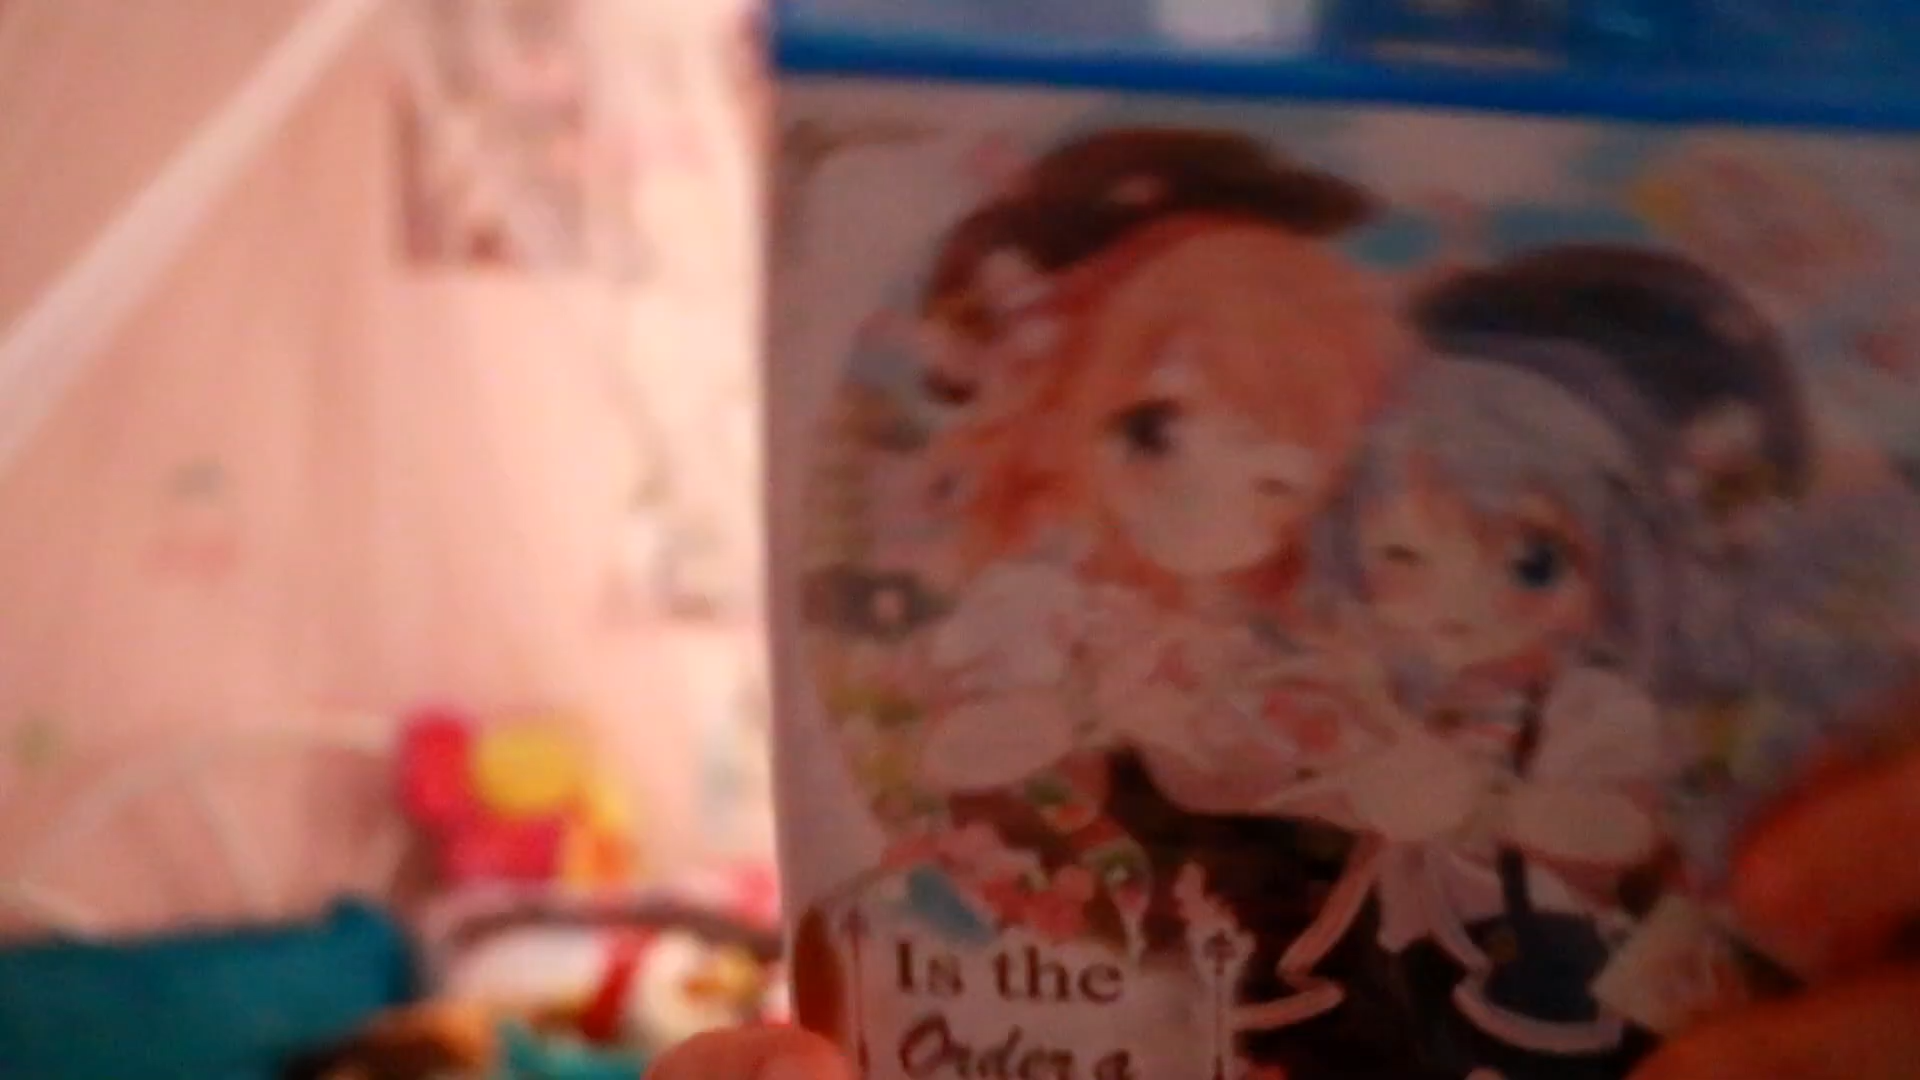 Is the
Order a